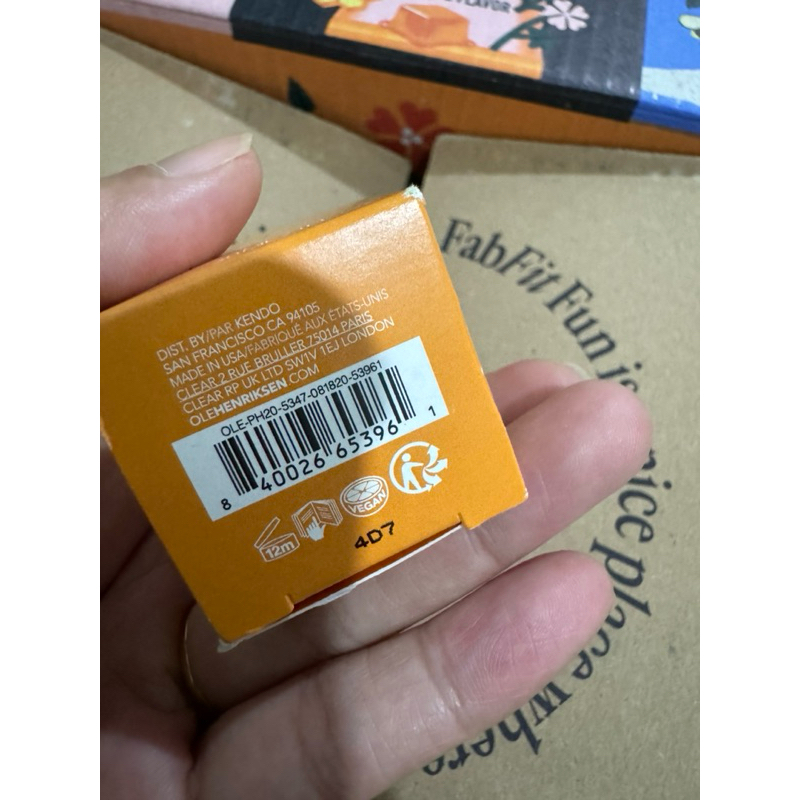 FLAVOR
FabFit Fun is
nice place where
DIST. BY/PAR KENDO
SAN FRANCISCO CA 94105
MADE IN USA/FABRIQUÉ AUX ÉTATS-UNIS
CLEAR 2 RUE BRULLER 75014 PARIS
CLEAR RP UK LTD SW1V 1EJ LONDON
OLEHENRIKSEN.COM
OLE-PH20-5347-081820-53961
8 40026 65396 1
12m
VEGAN
4D7